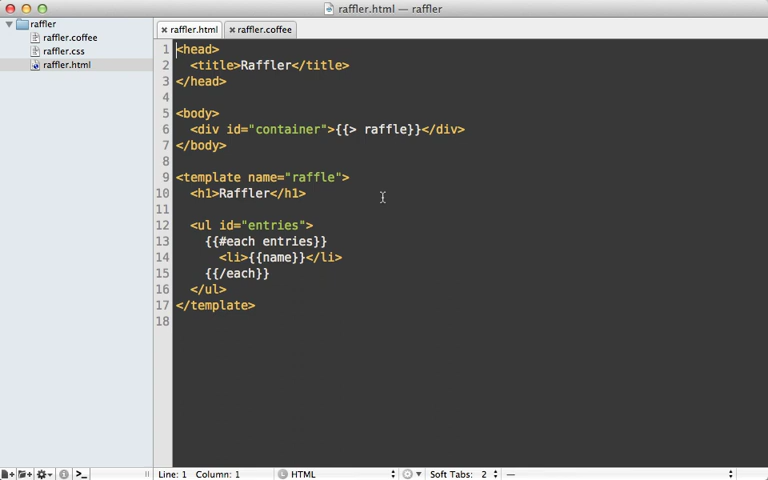 raffler.html — raffler
raffler
raffler.coffee
raffler.css
raffler.html
raffler.html
raffler.coffee
1 <head>
2 <title>Raffler</title>
3 </head>
4
5 <body>
6 <div id="container">{{> raffle}}</div>
7 </body>
8
9 <template name="raffle">
10 <h1>Raffler</h1>
11
12 <ul id="entries">
13 {{#each entries}}
14 <li>{{name}}</li>
15 {{/each}}
16 </ul>
17 </template>
18
Line: 1 Column: 1 HTML Soft Tabs: 2 —